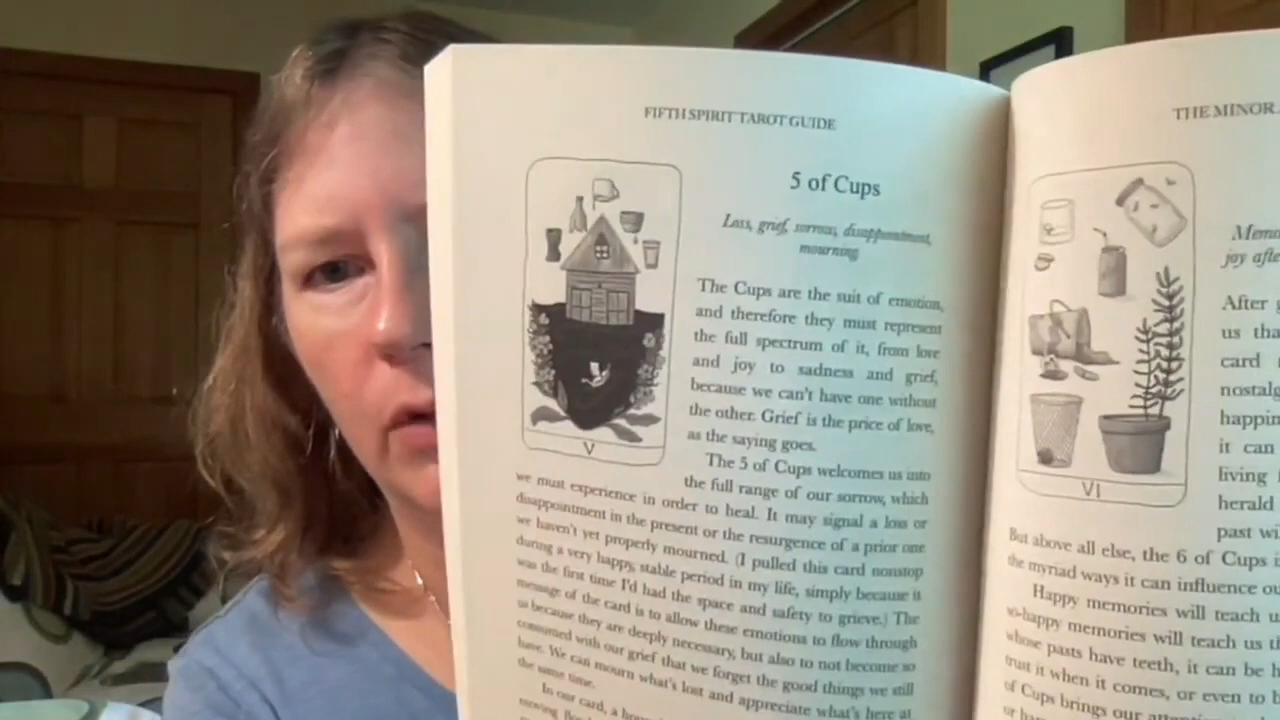 FIFTH SPIRIT TAROT GUIDE
5 of Cups
Loss, grief, sorrow, disappointment,
mourning
The Cups are the suit of emotion,
and therefore they must represent
the full spectrum of it, from love
and joy to sadness and grief,
because we can't have one without
the other. Grief is the price of love,
as the saying goes.
The 5 of Cups welcomes us into
the full range of our sorrow, which
we must experience in order to heal. It may signal a loss or
disappointment in the present or the resurgence of a prior one
we haven't yet properly mourned. (I pulled this card nonstop
during a very happy, stable period in my life, simply because it
was the first time I'd had the space and safety to grieve.) The
message of the card is to allow these emotions to flow through
us because they are deeply necessary, but also to not become so
consumed with our grief that we forget the good things we still
have. We can mourn what's lost and appreciate what's here at
the same time.
In our card, a
moving
V
THE MINOR
joy
After
us
card
it can
living
herald
past
VI
But above all else, the 6 of Cups
the myriad ways it can influence
Happy memories will teach
happy memories will teach us
whose pasts have teeth, it can be
trust it when it comes, or even to
of Cups brings our
or